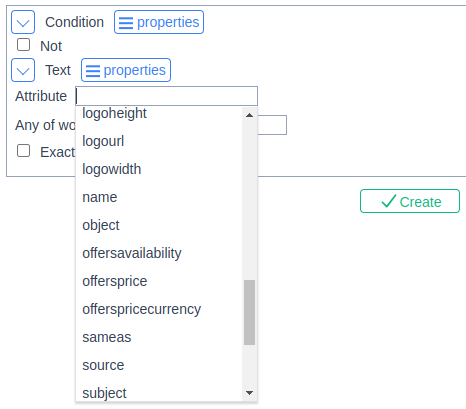 Condition properties
Not
Text properties
Attribute
logoheight
logourl
Any of wo
logowidth
Exact
name
object
offersavailability
offersprice
offerspricecurrency
sameas
source
subject
Create